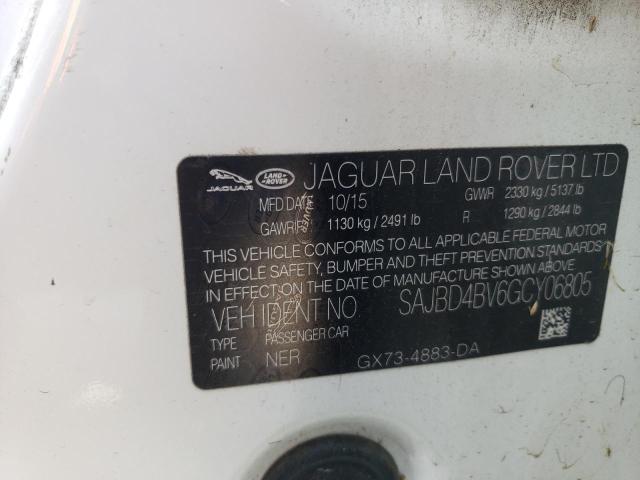 JAGUAR LAND ROVER JAGUAR LAND ROVER LTD
MFD DATE 10/15 GVWR 2330 kg / 5137 lb
GAWR/F 1130 kg / 2491 lb R 1290 kg / 2844 lb
THIS VEHICLE CONFORMS TO ALL APPLICABLE FEDERAL MOTOR
VEHICLE SAFETY, BUMPER AND THEFT PREVENTION STANDARDS
IN EFFECT ON THE DATE OF MANUFACTURE SHOWN ABOVE.
VEH IDENT NO SAJBD4BV6GCY06805
TYPE PASSENGER CAR
PAINT NER GX73-4883-DA